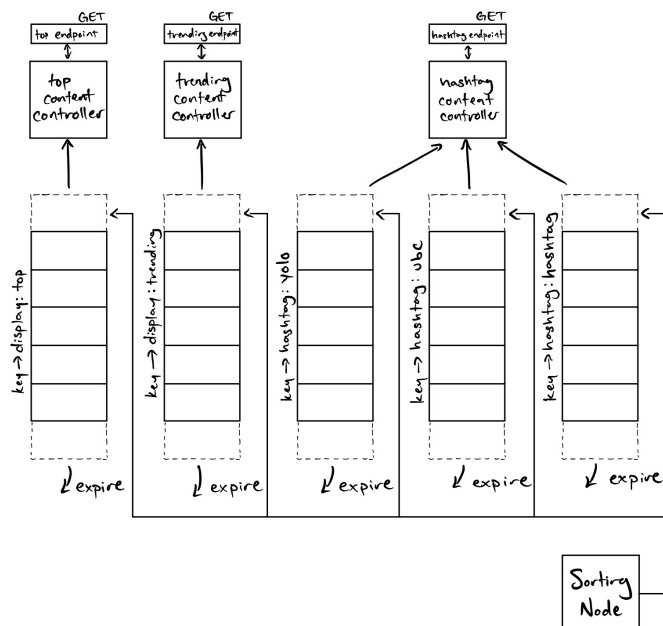 GET
top endpoint
GET
trending endpoint
GET
hashtag endpoint
top
content
controller
trending
content
controller
hashtag
content
controller
key → display: top
key → display: trending
key → hashtag: yolo
key → hashtag: ubc
key → hashtag: hashtag
expire
expire
expire
expire
expire
Sorting
Node